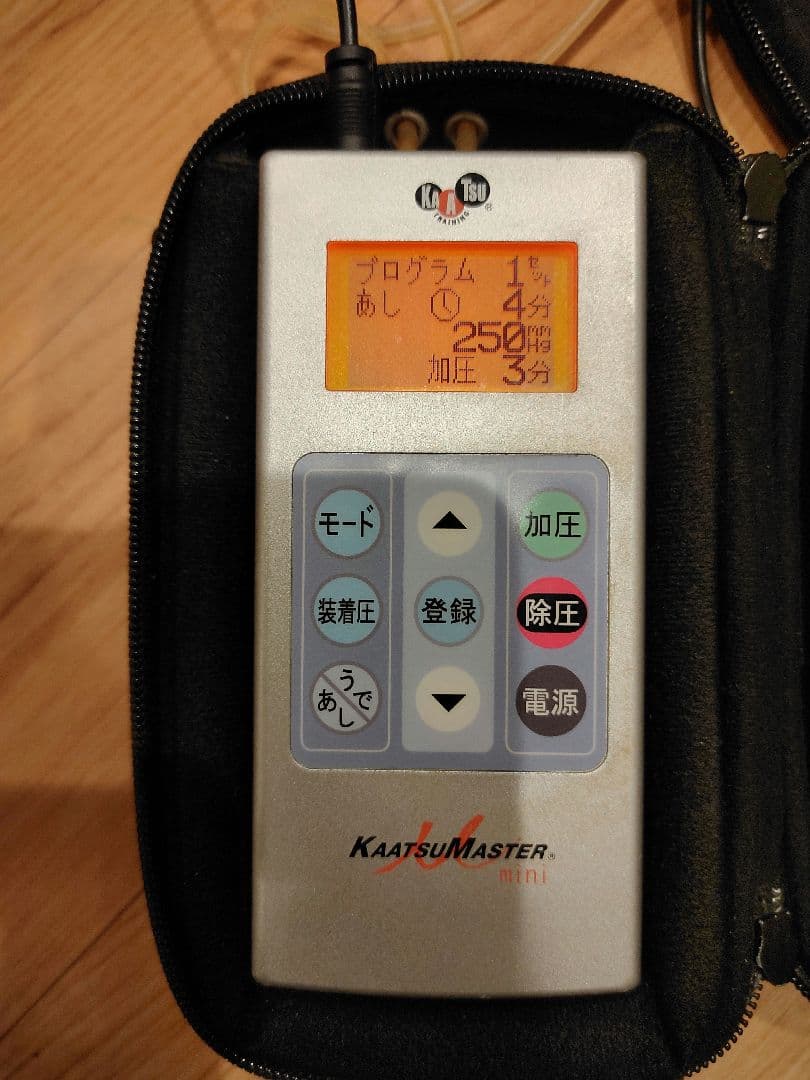 KAATSU
TRAINING
®
プログラム 1セット
あし 4分
250mmHg
加圧 3分
モード ▲ 加圧
装着圧 登録 除圧
うで あし ▼ 電源
KAATSUMASTER®
mini